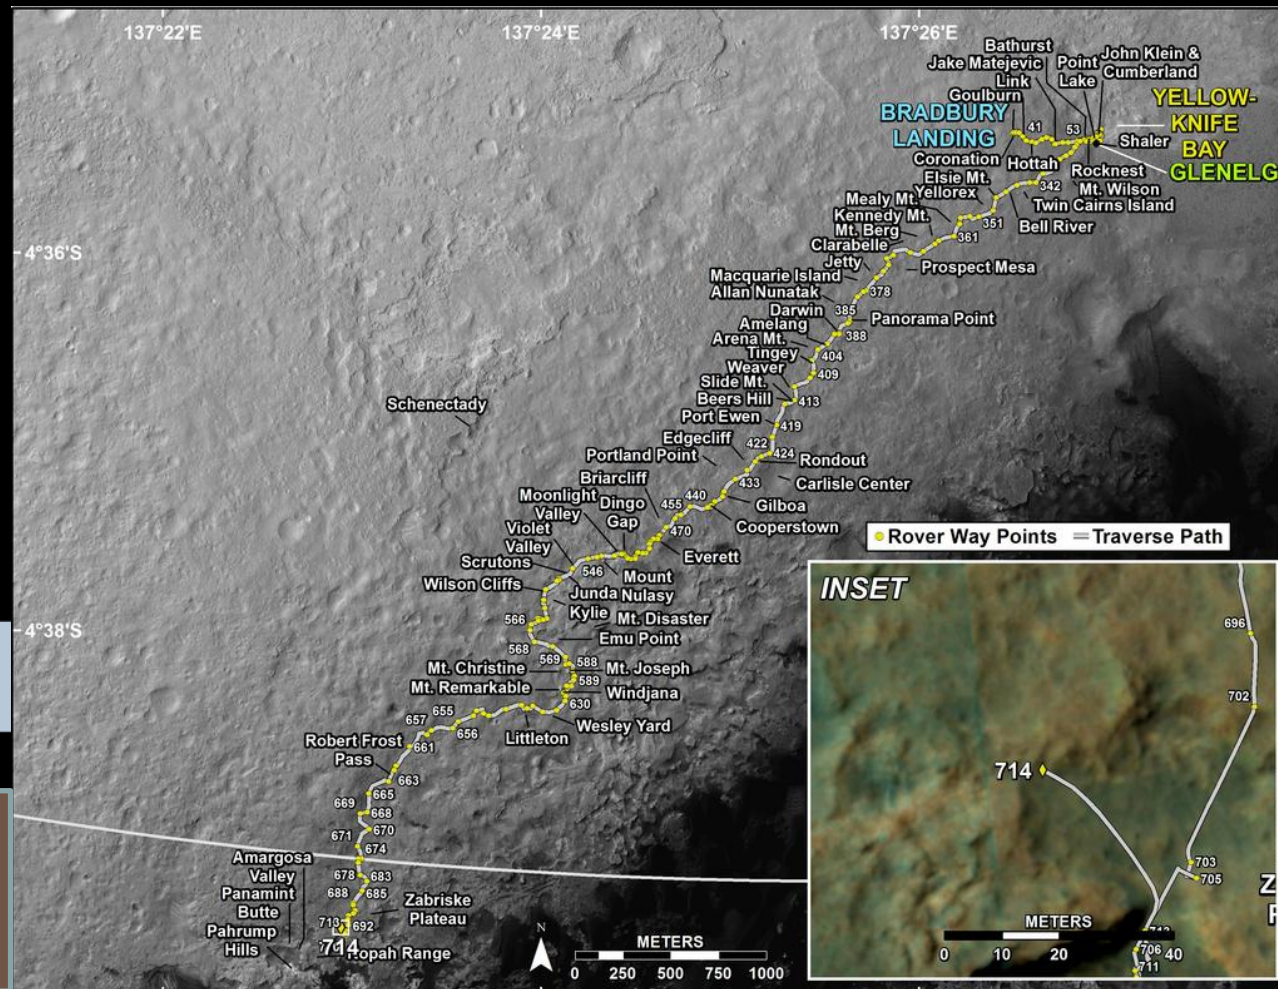 137°22'E
137°24'E
137°26'E
4°36'S
4°38'S
Bathurst
Jake Matejevic
Link
Goulburn
Point
Lake
John Klein &
Cumberland
BRADBURY
LANDING
YELLOW-
KNIFE
BAY
GLENELG
41
53
Shaler
Coronation
Hottah
Rocknest
Elsie Mt.
342
Mt. Wilson
Yellorex
Twin Cairns Island
Mealy Mt.
351
Bell River
Kennedy Mt.
Mt. Berg
361
Clarabelle
Jetty
Prospect Mesa
Macquarie Island
Allan Nunatak
378
385
Darwin
Panorama Point
Amelang
388
Arena Mt.
Tingey
404
Weaver
409
Slide Mt.
Beers Hill
413
Schenectady
Port Ewen
419
Edgecliff
422
424
Portland Point
Rondout
Briarcliff
433
Carlisle Center
Moonlight
Valley
Dingo
Gap
455
440
Gilboa
Violet
Valley
470
Cooperstown
Scrutons
546
Everett
Wilson Cliffs
Mount
Nulasy
Junda
Kylie
566
Mt. Disaster
568
Emu Point
569
588
Mt. Christine
Mt. Joseph
589
Mt. Remarkable
Windjana
630
Wesley Yard
Littleton
655
657
656
Robert Frost
Pass
661
663
665
669
668
670
671
674
Amargosa
Valley
678
683
Panamint
Butte
688
685
Zabriske
Plateau
Pahrump
Hills
692
714
opah Range
N
METERS
0 250 500 750 1000
Rover Way Points
Traverse Path
INSET
696
702
714
703
705
METERS
0 10 20 40
706
711